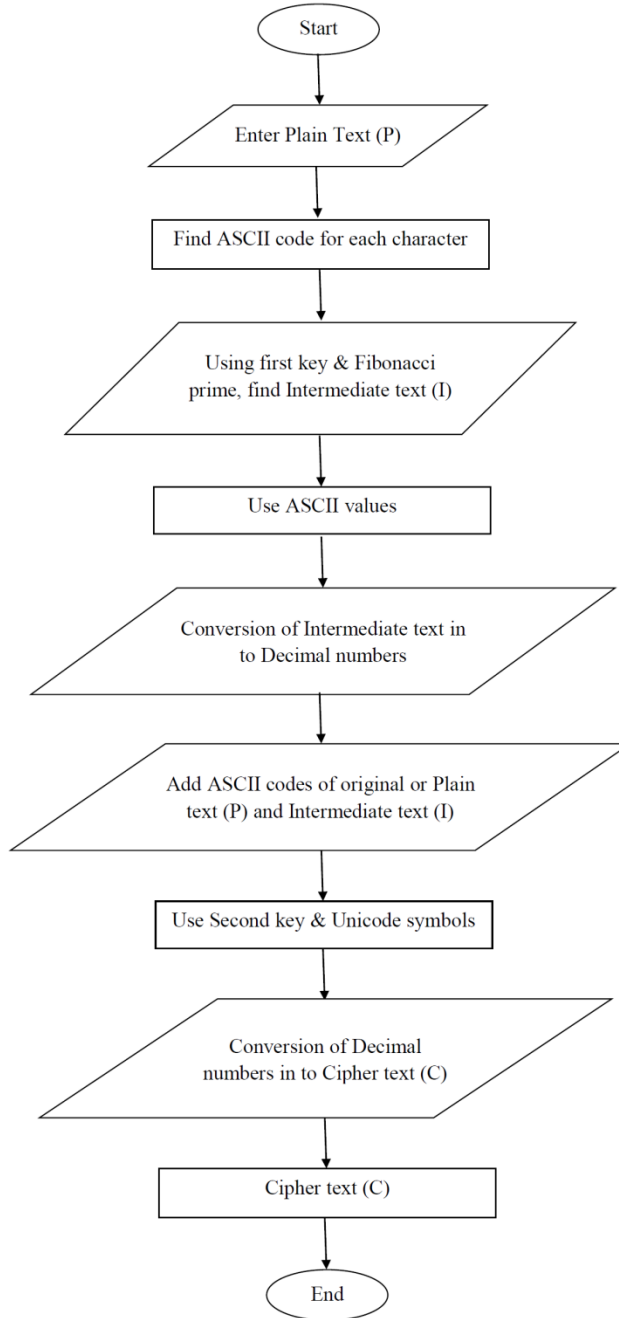 Start
Enter Plain Text (P)
Find ASCII code for each character
Using first key & Fibonacci
prime, find Intermediate text (I)
Use ASCII values
Conversion of Intermediate text in
to Decimal numbers
Add ASCII codes of original or Plain
text (P) and Intermediate text (I)
Use Second key & Unicode symbols
Conversion of Decimal
numbers in to Cipher text (C)
Cipher text (C)
End